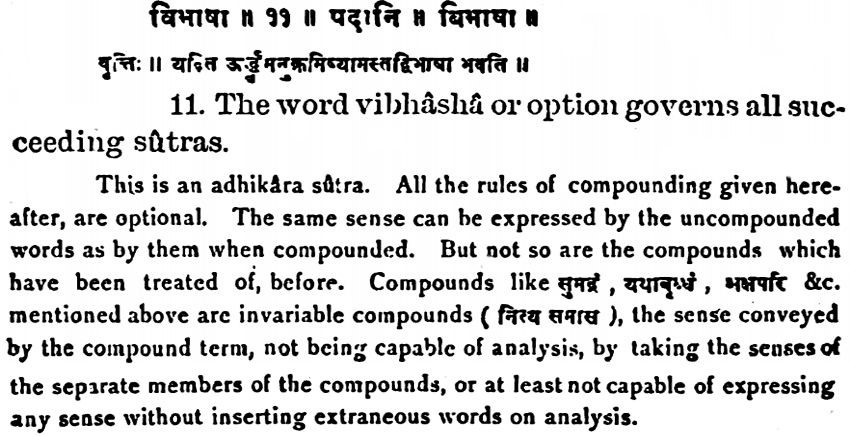 विभाषा ॥ ११ ॥ पदानि ॥ विभाषा ॥
वृत्तिः ॥ यदित ऊर्द्ध्वमनुक्रमिष्यामस्तद्विभाषा भवति ॥
11. The word vibhâshâ or option governs all suc-
ceeding sûtras.
This is an adhikâra sûtra. All the rules of compounding given here-
after, are optional. The same sense can be expressed by the uncompounded
words as by them when compounded. But not so are the compounds which
have been treated of, before. Compounds like सुमद्रं, यथावृध्धं, &c.
mentioned above are invariable compounds ( नित्य समास ), the sense conveyed
by the compound term, not being capable of analysis, by taking the senses of
the separate members of the compounds, or at least not capable of expressing
any sense without inserting extraneous words on analysis.